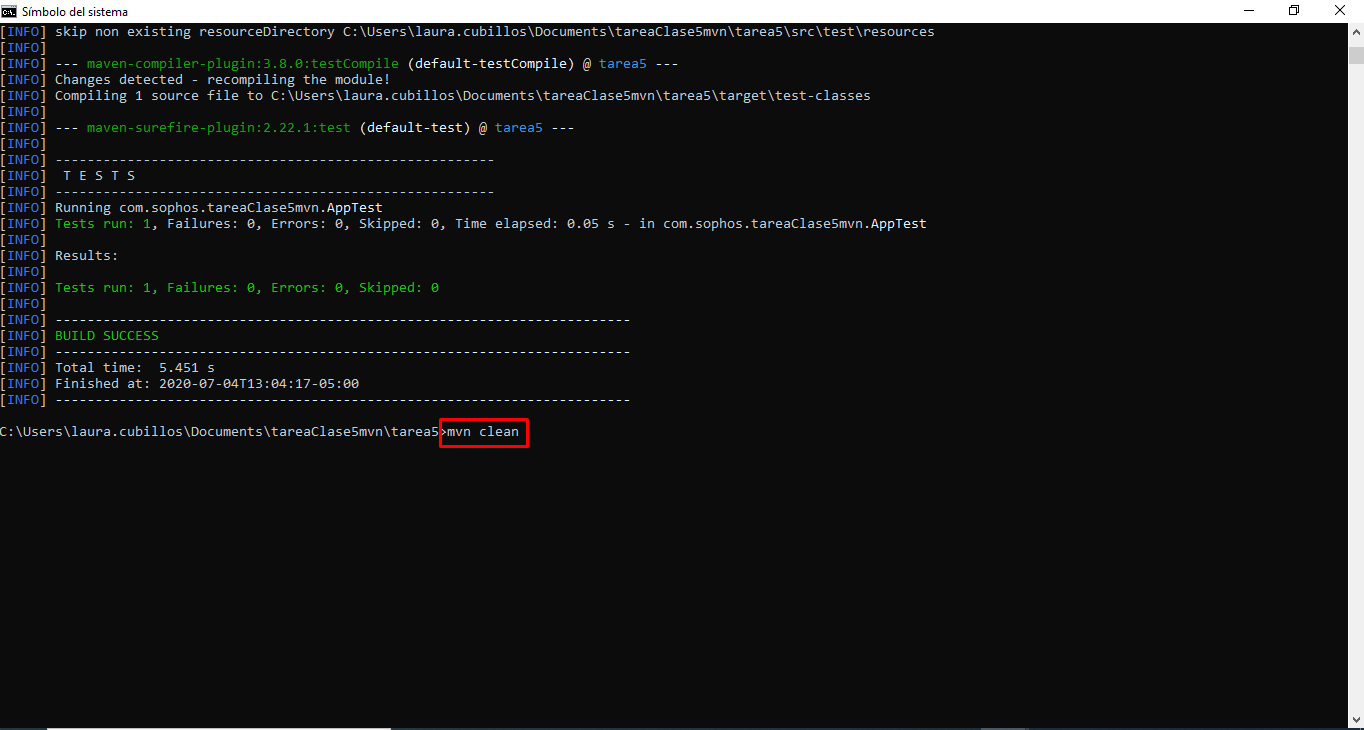 Símbolo del sistema
[INFO] skip non existing resourceDirectory C:\Users\laura.cubillos\Documents\tareaClase5mvn\tarea5\src\test\resources
[INFO]
[INFO] --- maven-compiler-plugin:3.8.0:testCompile (default-testCompile) @ tarea5 ---
[INFO] Changes detected - recompiling the module!
[INFO] Compiling 1 source file to C:\Users\laura.cubillos\Documents\tareaClase5mvn\tarea5\target\test-classes
[INFO]
[INFO] --- maven-surefire-plugin:2.22.1:test (default-test) @ tarea5 ---
[INFO]
[INFO] -------------------------------------------------------
[INFO]  T E S T S
[INFO] -------------------------------------------------------
[INFO] Running com.sophos.tareaClase5mvn.AppTest
[INFO] Tests run: 1, Failures: 0, Errors: 0, Skipped: 0, Time elapsed: 0.05 s - in com.sophos.tareaClase5mvn.AppTest
[INFO]
[INFO] Results:
[INFO]
[INFO] Tests run: 1, Failures: 0, Errors: 0, Skipped: 0
[INFO]
[INFO] ------------------------------------------------------------------------
[INFO] BUILD SUCCESS
[INFO] ------------------------------------------------------------------------
[INFO] Total time:  5.451 s
[INFO] Finished at: 2020-07-04T13:04:17-05:00
[INFO] ------------------------------------------------------------------------
C:\Users\laura.cubillos\Documents\tareaClase5mvn\tarea5>mvn clean